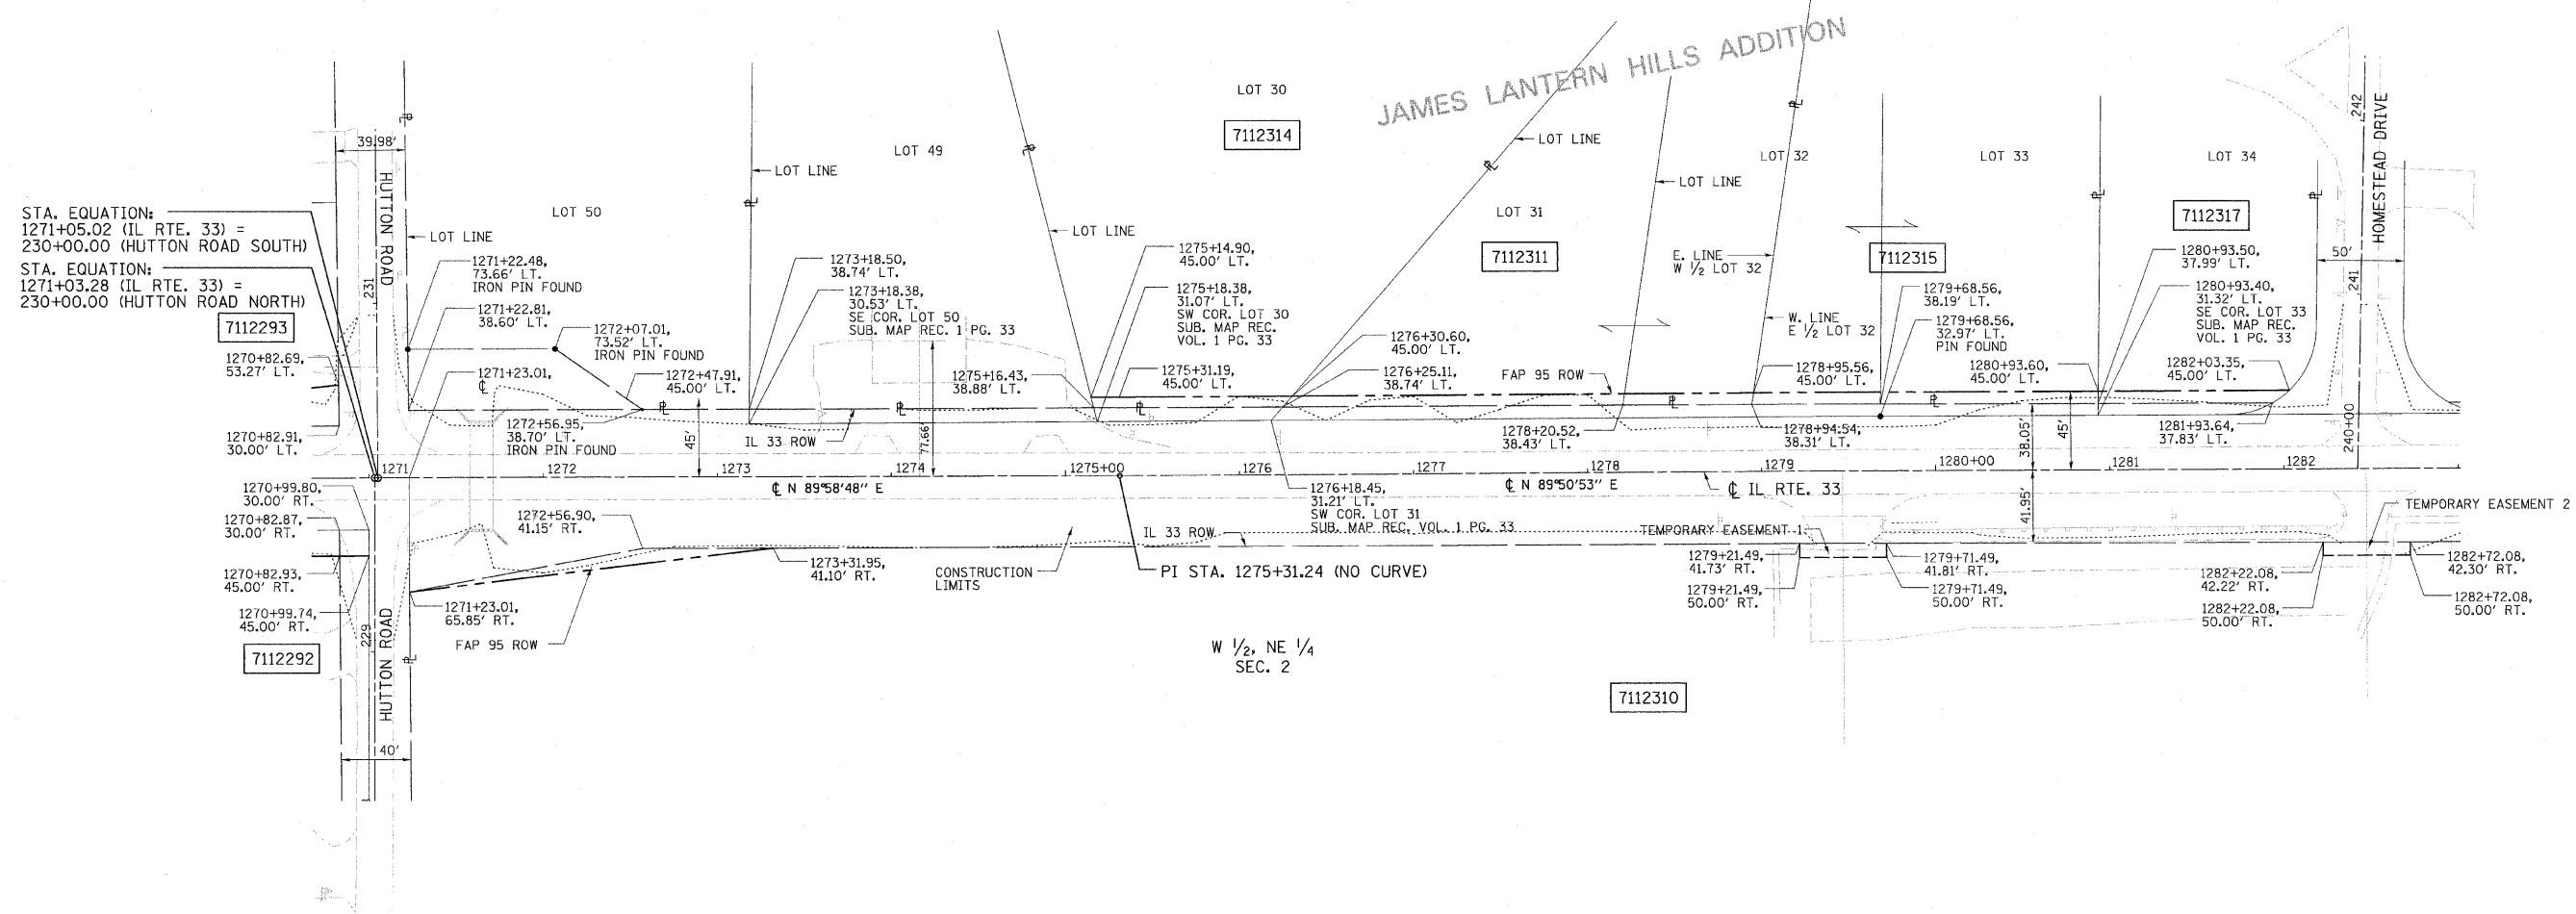 JAMES LANTERN HILLS ADDITION
LOT 30
7112314
LOT LINE
LOT 49
LOT LINE
LOT 32
LOT 33
LOT 34
39.98'
HUTTON ROAD
231
LOT LINE
LOT 50
LOT LINE
LOT LINE
LOT 31
7112311
7112317
242
HOMESTEAD DRIVE
241
50'
STA. EQUATION:
1271+05.02 (IL RTE. 33) =
230+00.00 (HUTTON ROAD SOUTH)
STA. EQUATION:
1271+03.28 (IL RTE. 33) =
230+00.00 (HUTTON ROAD NORTH)
7112293
1270+82.69,
53.27' LT.
1270+82.91,
30.00' LT.
1271+22.48,
73.66' LT.
IRON PIN FOUND
1271+22.81,
38.60' LT.
1272+07.01,
73.52' LT.
IRON PIN FOUND
1271+23.01,
℄
1272+47.91,
45.00' LT.
1272+56.95,
38.70' LT.
IRON PIN FOUND
45'
1273+18.50,
38.74' LT.
1273+18.38,
30.53' LT.
SE COR. LOT 50
SUB. MAP REC. 1 PG. 33
IL 33 ROW
77.66'
1275+14.90,
45.00' LT.
1275+18.38,
31.07' LT.
SW COR. LOT 30
SUB. MAP REC.
VOL. 1 PG. 33
1275+16.43,
38.88' LT.
1275+31.19,
45.00' LT.
1276+30.60,
45.00' LT.
1276+25.11,
38.74' LT.
FAP 95 ROW
E. LINE
W 1/2 LOT 32
W. LINE
E 1/2 LOT 32
7112315
1279+68.56,
38.19' LT.
1279+68.56,
32.97' LT.
PIN FOUND
1280+93.50,
37.99' LT.
1280+93.40,
31.32' LT.
SE COR. LOT 33
SUB. MAP REC.
VOL. 1 PG. 33
1278+95.56,
45.00' LT.
1280+93.60,
45.00' LT.
1282+03.35,
45.00' LT.
1278+20.52,
38.43' LT.
1278+94.54,
38.31' LT.
38.05'
45'
1281+93.64,
37.83' LT.
240+00
1271
1272
1273
1274
1275+00
1276
1277
1278
1279
1280+00
1281
1282
℄ N 89°58'48" E
℄ N 89°50'53" E
℄ IL RTE. 33
1270+99.80,
30.00' RT.
1270+82.87,
30.00' RT.
1270+82.93,
45.00' RT.
1270+99.74,
45.00' RT.
7112292
229
HUTTON ROAD
40'
1272+56.90,
41.15' RT.
1271+23.01,
65.85' RT.
FAP 95 ROW
1273+31.95,
41.10' RT.
CONSTRUCTION
LIMITS
IL 33 ROW
PI STA. 1275+31.24 (NO CURVE)
1276+18.45,
31.21' LT.
SW COR. LOT 31
SUB. MAP REC. VOL. 1 PG. 33
TEMPORARY EASEMENT 1
1279+21.49,
41.73' RT.
1279+21.49,
50.00' RT.
1279+71.49,
41.81' RT.
1279+71.49,
50.00' RT.
41.95'
TEMPORARY EASEMENT 2
1282+22.08,
42.22' RT.
1282+22.08,
50.00' RT.
1282+72.08,
42.30' RT.
1282+72.08,
50.00' RT.
W 1/2, NE 1/4
SEC. 2
7112310